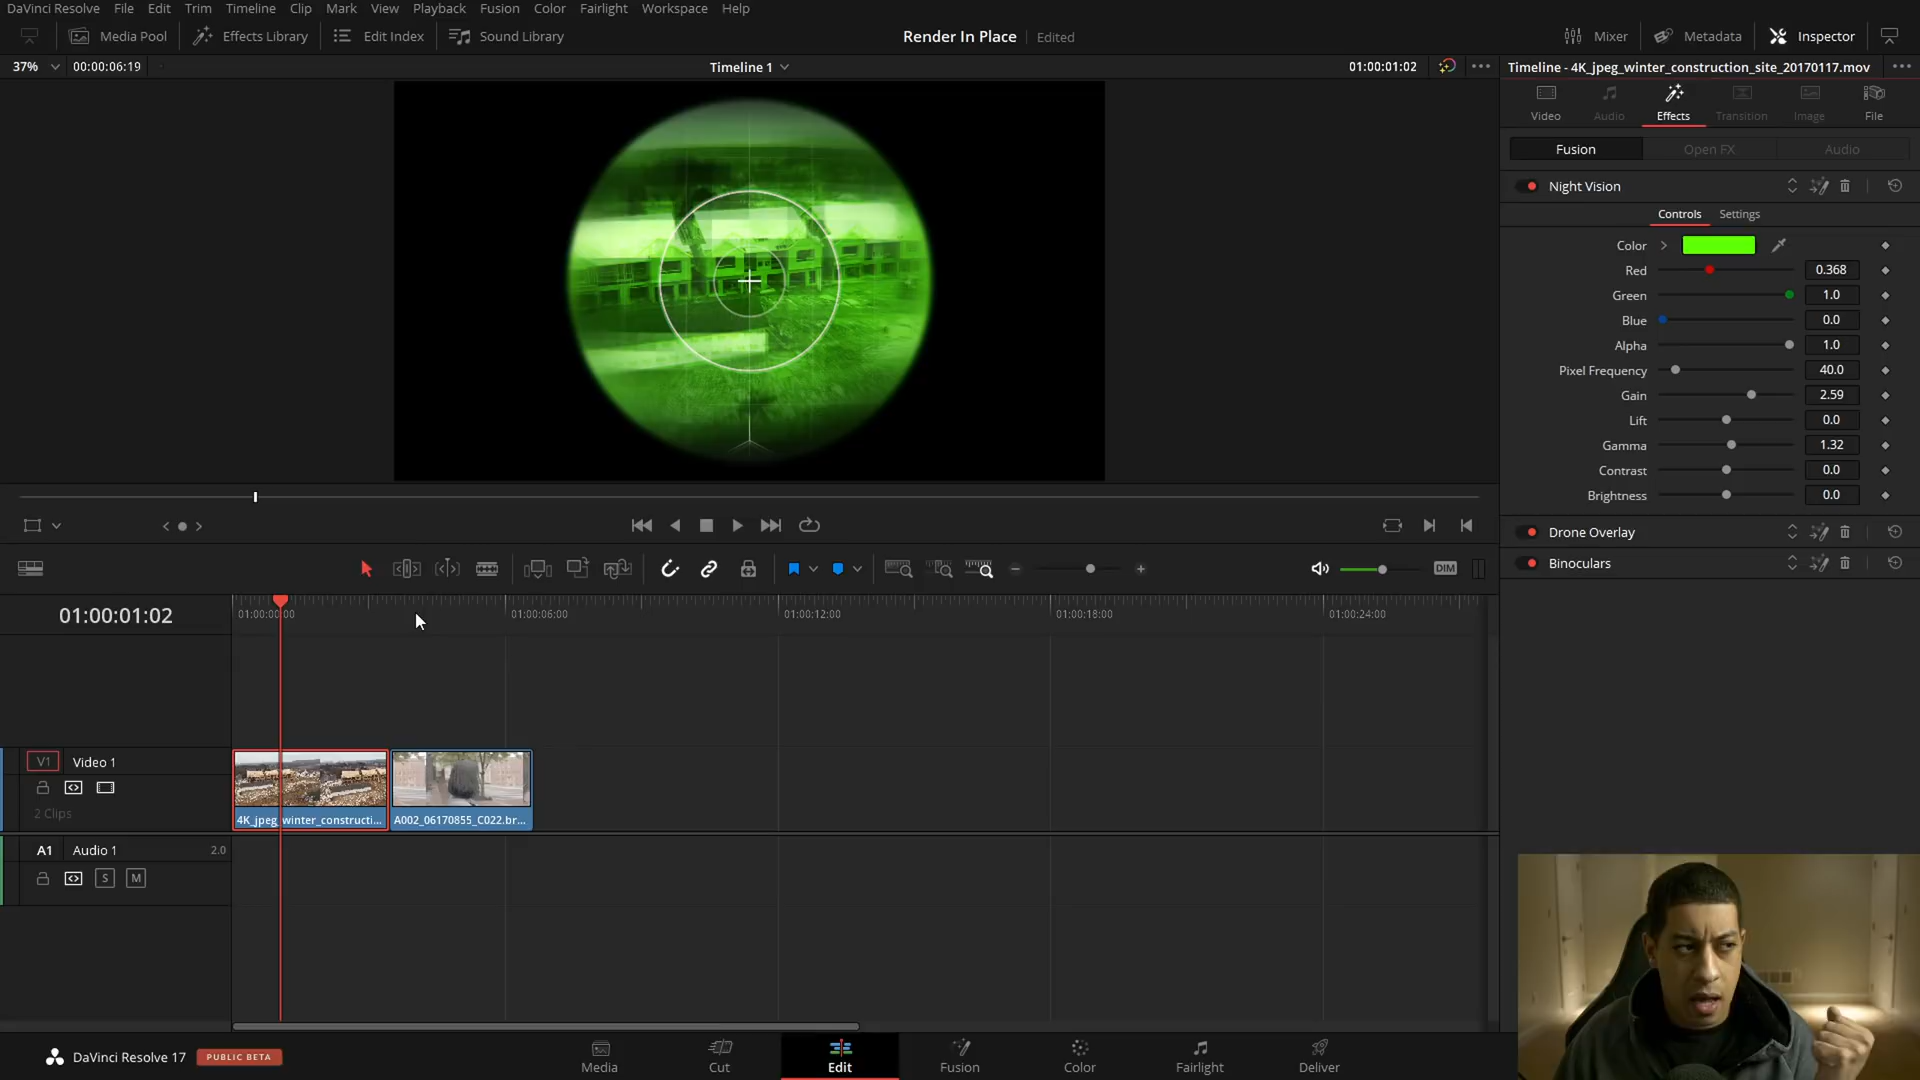 DaVinci Resolve File Edit Trim Timeline Clip Mark View Playback Fusion Color Fairlight Workspace Help
Media Pool Effects Library Edit Index Sound Library Render In Place Edited Mixer Metadata Inspector
37% 00:00:06:19 Timeline 1 01:00:01:02 Timeline - 4K_jpeg_winter_construction_site_20170117.mov
Video Audio Effects Transition Image File
Fusion Open FX Audio
Night Vision
Controls Settings
Color
Red 0.368
Green 1.0
Blue 0.0
Alpha 1.0
Pixel Frequency 40.0
Gain 2.59
Lift 0.0
Gamma 1.32
Contrast 0.0
Brightness 0.0
Drone Overlay
Binoculars
DIM
01:00:01:02 01:00:00:00 01:00:06:00 01:00:12:00 01:00:18:00 01:00:24:00
V1 Video 1
2 Clips
4K_jpeg_winter_constructi... A002_06170855_C022.br...
A1 Audio 1 2.0
S M
DaVinci Resolve 17 PUBLIC BETA
Media Cut Edit Fusion Color Fairlight Deliver